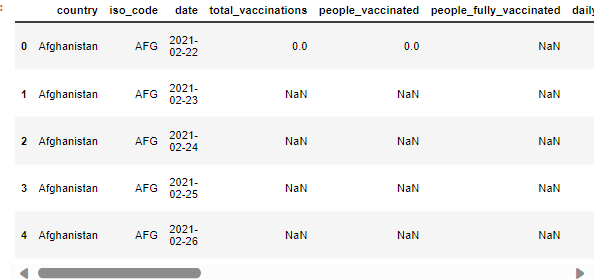 country iso_code date total_vaccinations people_vaccinated people_fully_vaccinated
0 Afghanistan AFG 2021-02-22 0.0 0.0 NaN
1 Afghanistan AFG 2021-02-23 NaN NaN NaN
2 Afghanistan AFG 2021-02-24 NaN NaN NaN
3 Afghanistan AFG 2021-02-25 NaN NaN NaN
4 Afghanistan AFG 2021-02-26 NaN NaN NaN